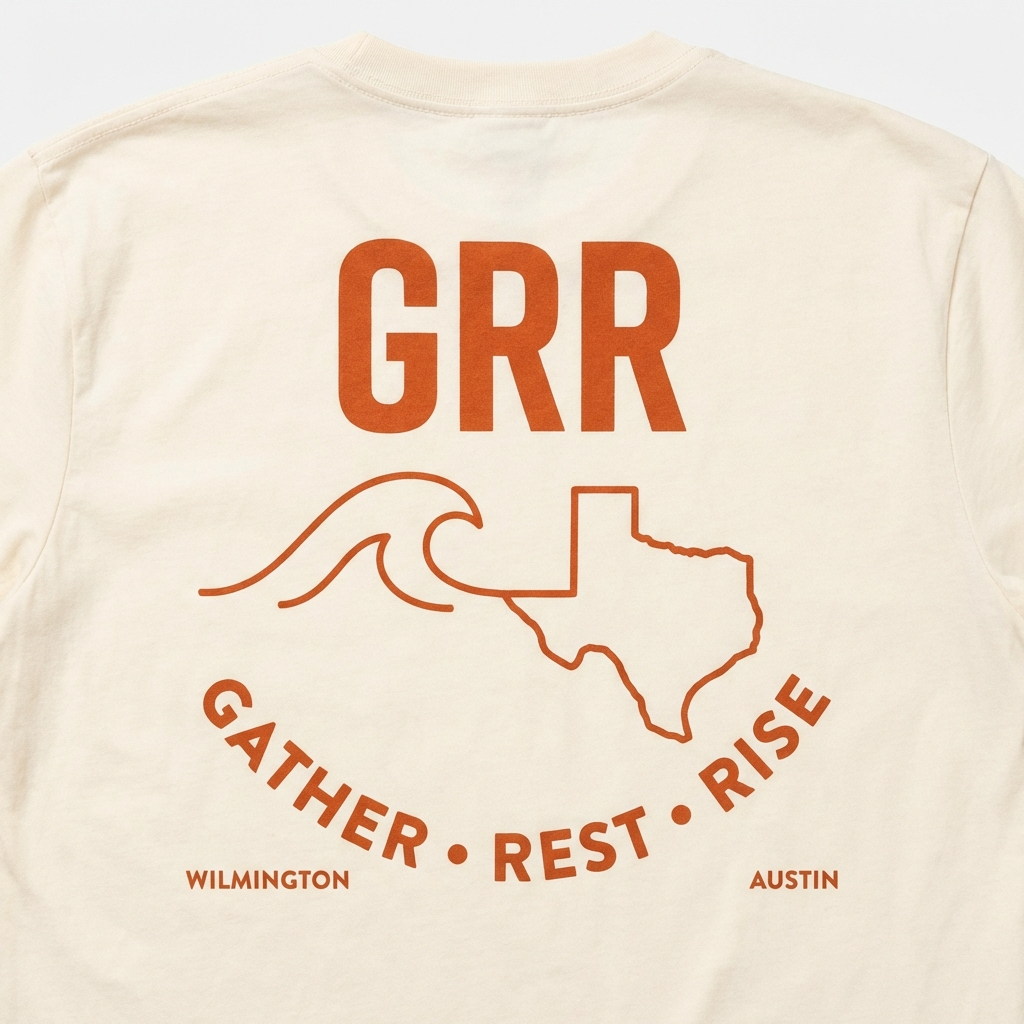 GRR
GATHER • REST • RISE
WILMINGTON
AUSTIN